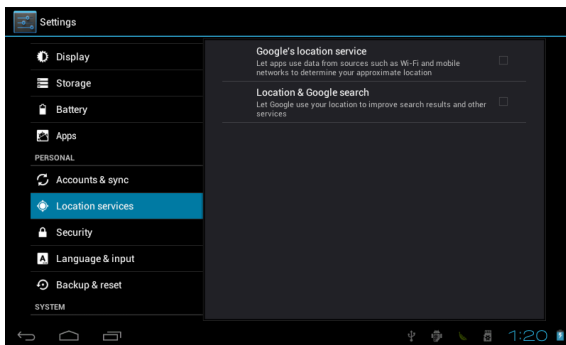 Settings
Display
Storage
Battery
Apps
PERSONAL
Accounts & sync
Location services
Security
A Language & input
Backup & reset
SYSTEM
Google's location service
Let apps use data from sources such as Wi-Fi and mobile
networks to determine your approximate location
Location & Google search
Let Google use your location to improve search results and other
services
1:20